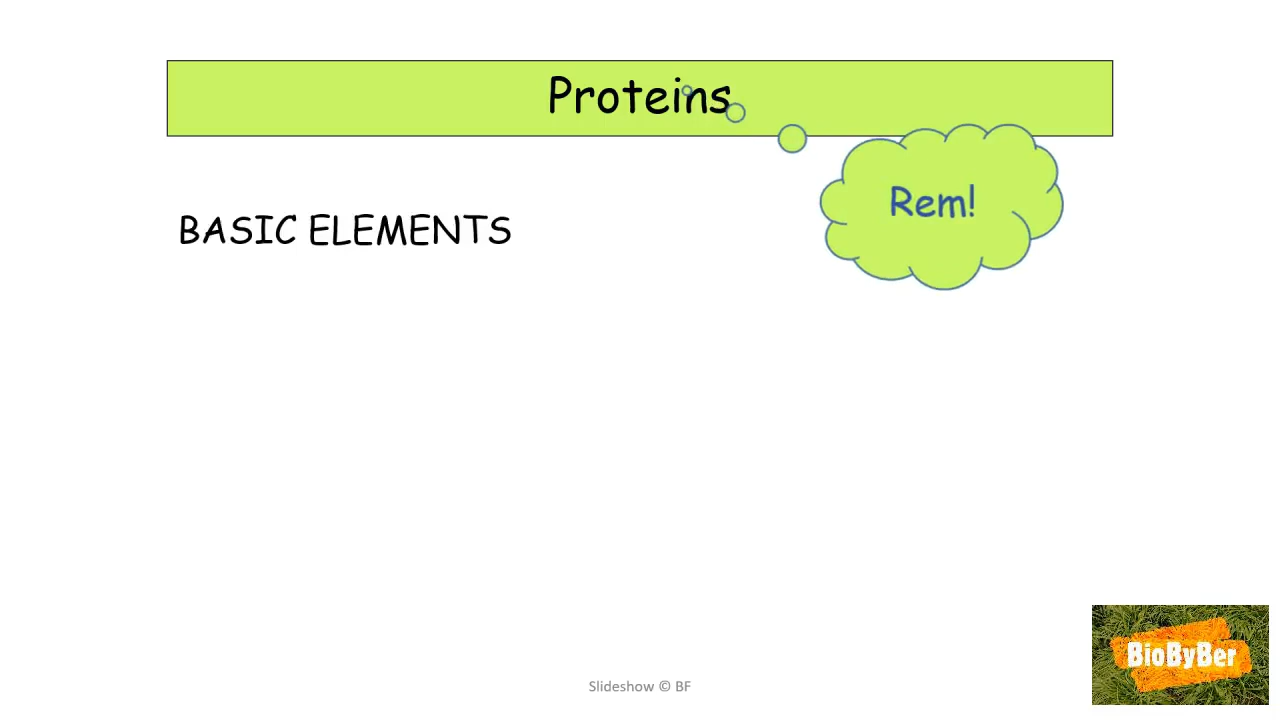 Proteins
Rem!
BASIC ELEMENTS
BioByBer
Slideshow © BF